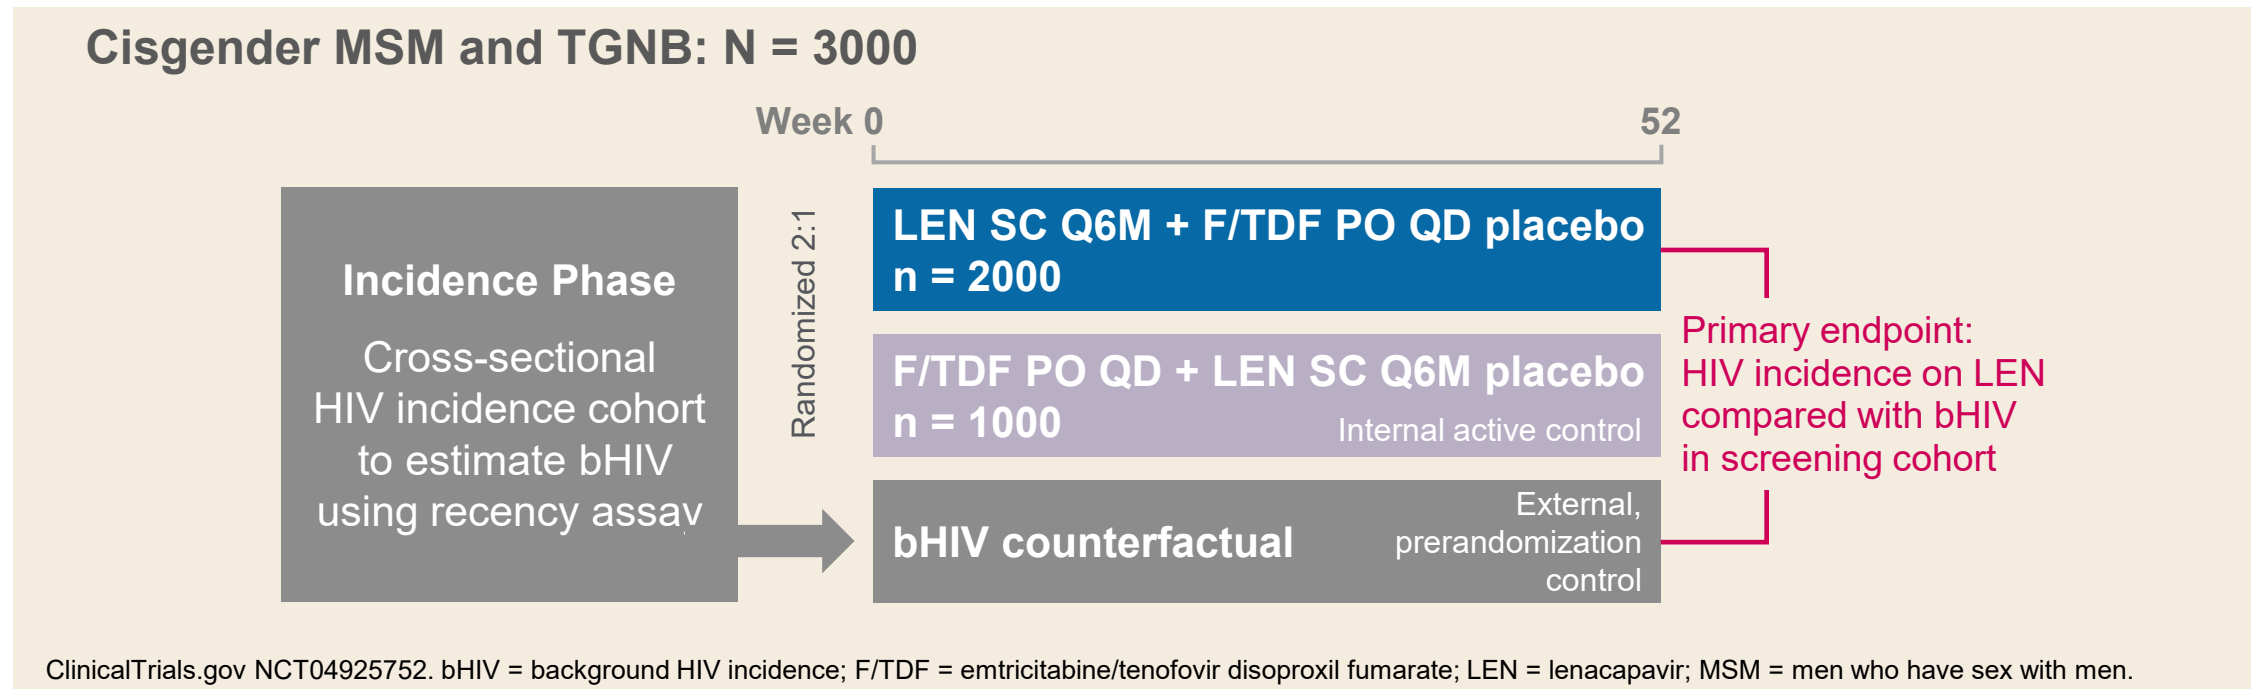 Cisgender MSM and TGNB: N = 3000
Week 0
52
Incidence Phase
Cross-sectional
HIV incidence cohort
to estimate bHIV
using recency assay
Randomized 2:1
LEN SC Q6M + F/TDF PO QD placebo
n = 2000
F/TDF PO QD + LEN SC Q6M placebo
n = 1000
Internal active control
bHIV counterfactual
External,
prerandomization
control
Primary endpoint:
HIV incidence on LEN
compared with bHIV
in screening cohort
ClinicalTrials.gov NCT04925752. bHIV = background HIV incidence; F/TDF = emtricitabine/tenofovir disoproxil fumarate; LEN = lenacapavir; MSM = men who have sex with men.